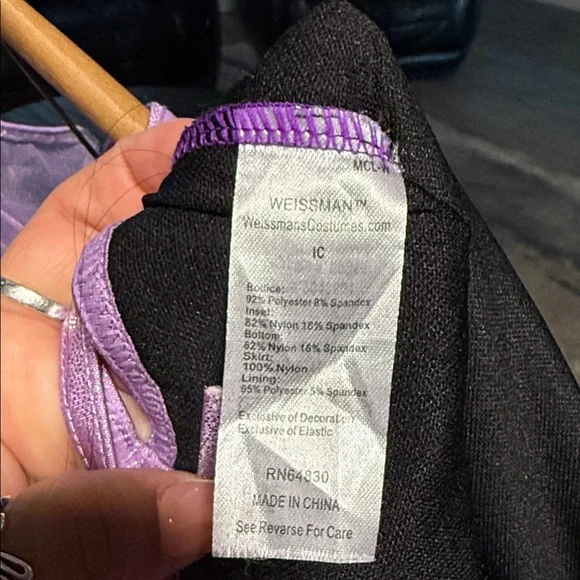 MCL-W
WEISSMAN™
WeissmansCostumes.com
IC
Bodice:
92% Polyester 8% Spandex
Inset:
82% Nylon 18% Spandex
Bottom:
82% Nylon 18% Spandex
Skirt:
100% Nylon
Lining:
95% Polyester 5% Spandex
Exclusive of Decoration
Exclusive of Elastic
RN64830
MADE IN CHINA
See Reverse For Care